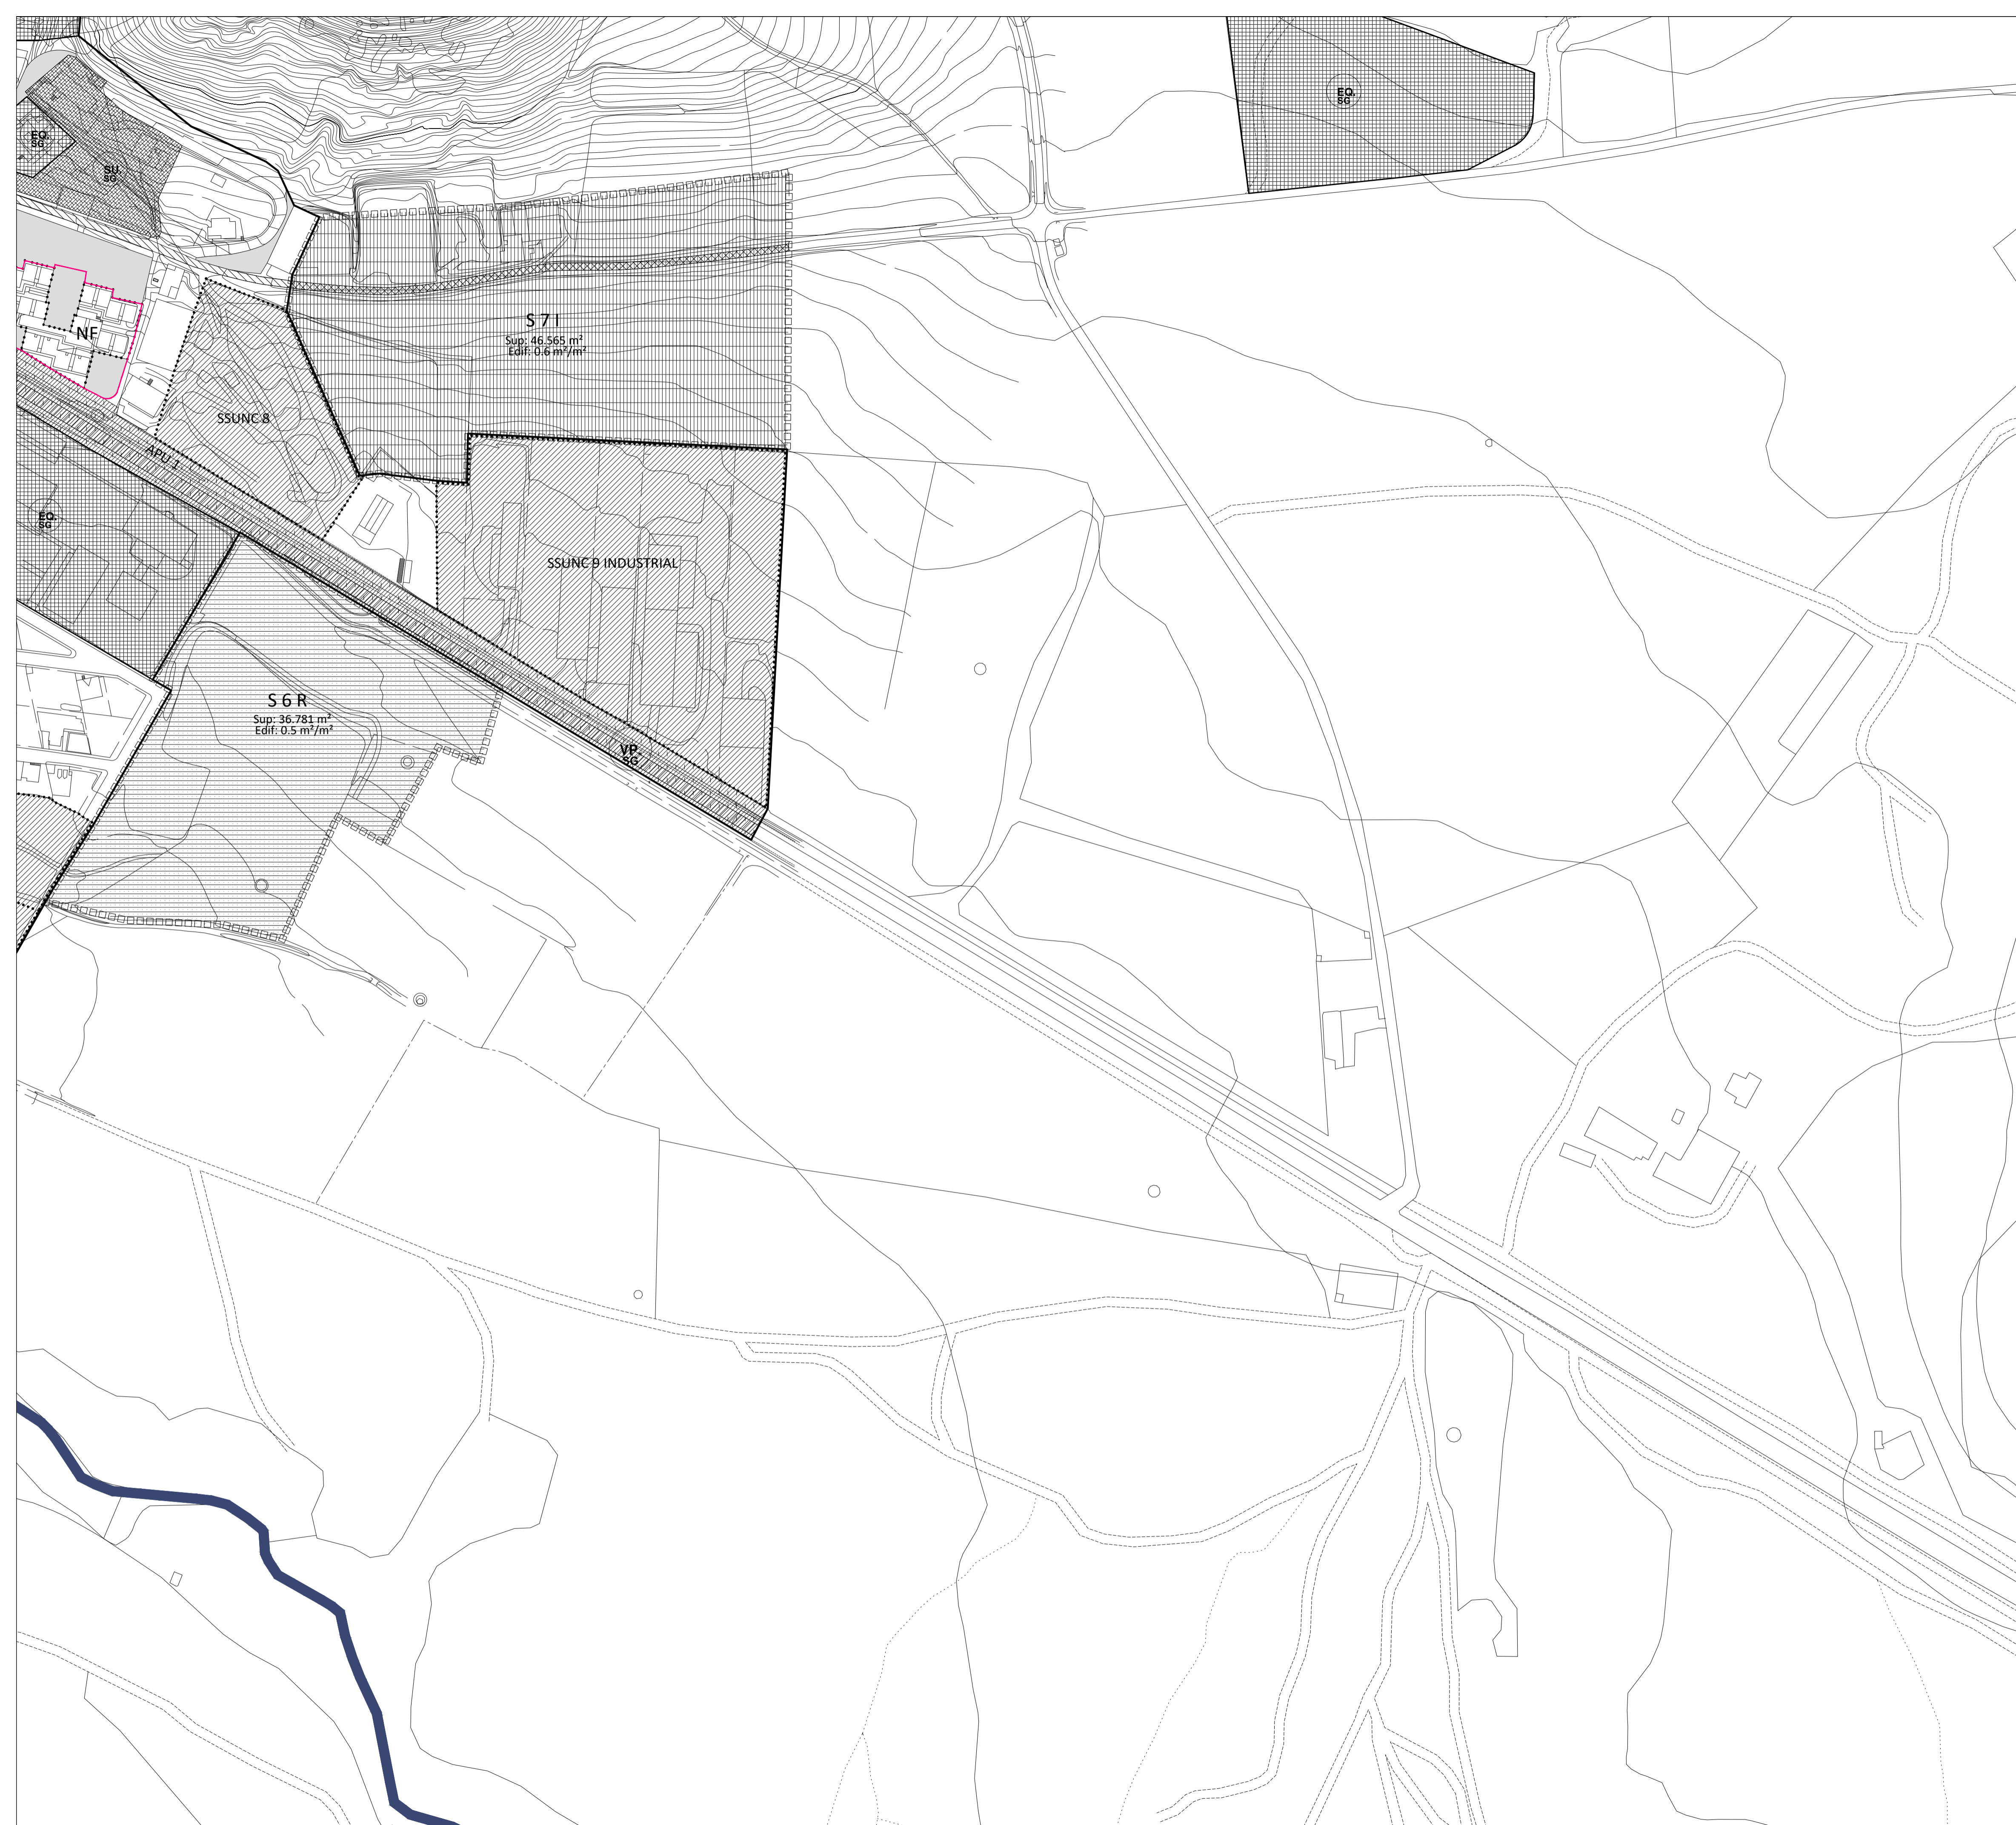 EQ.
SG
EQ.
SG
SU.
SG
NF
S 7 I
Sup: 46.565 m²
Edif: 0.6 m²/m²
SSUNC 8
APU 1
EQ.
SG
SSUNC 9 INDUSTRIAL
S 6 R
Sup: 36.781 m²
Edif: 0.5 m²/m²
VP.
SG